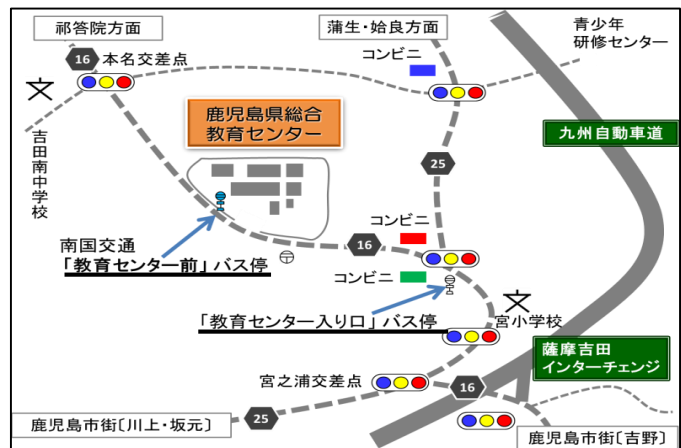 祁答院方面
蒲生・姶良方面
青少年
研修センター
16
本名交差点
コンビニ
鹿児島県総合
教育センター
九州自動車道
吉田南中学校
25
南国交通
「教育センター前」バス停
16
コンビニ
コンビニ
「教育センター入り口」バス停
宮小学校
薩摩吉田
インターチェンジ
宮之浦交差点
16
鹿児島市街〔川上・坂元〕
25
鹿児島市街〔吉野〕